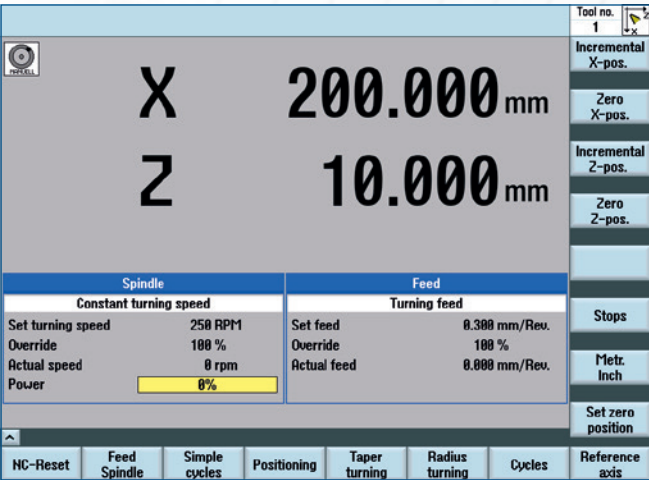 Tool no.
1
Z
X
MANUELL
X 200.000 mm
Z 10.000 mm
Incremental
X-pos.
Zero
X-pos.
Incremental
Z-pos.
Zero
Z-pos.
Stops
Metr.
Inch
Set zero
position
Spindle
Constant turning speed
Set turning speed 250 RPM
Override 100 %
Actual speed 0 rpm
Power 0%
Feed
Turning feed
Set feed 0.300 mm/Rev.
Override 100 %
Actual feed 0.000 mm/Rev.
NC-Reset
Feed
Spindle
Simple
cycles
Positioning
Taper
turning
Radius
turning
Cycles
Reference
axis